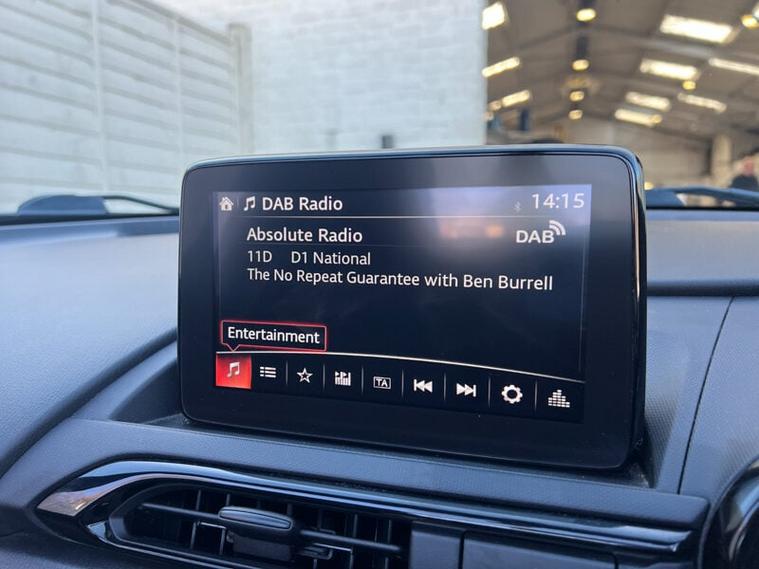 DAB Radio 14:15
Absolute Radio DAB
11D D1 National
The No Repeat Guarantee with Ben Burrell
Entertainment
TA